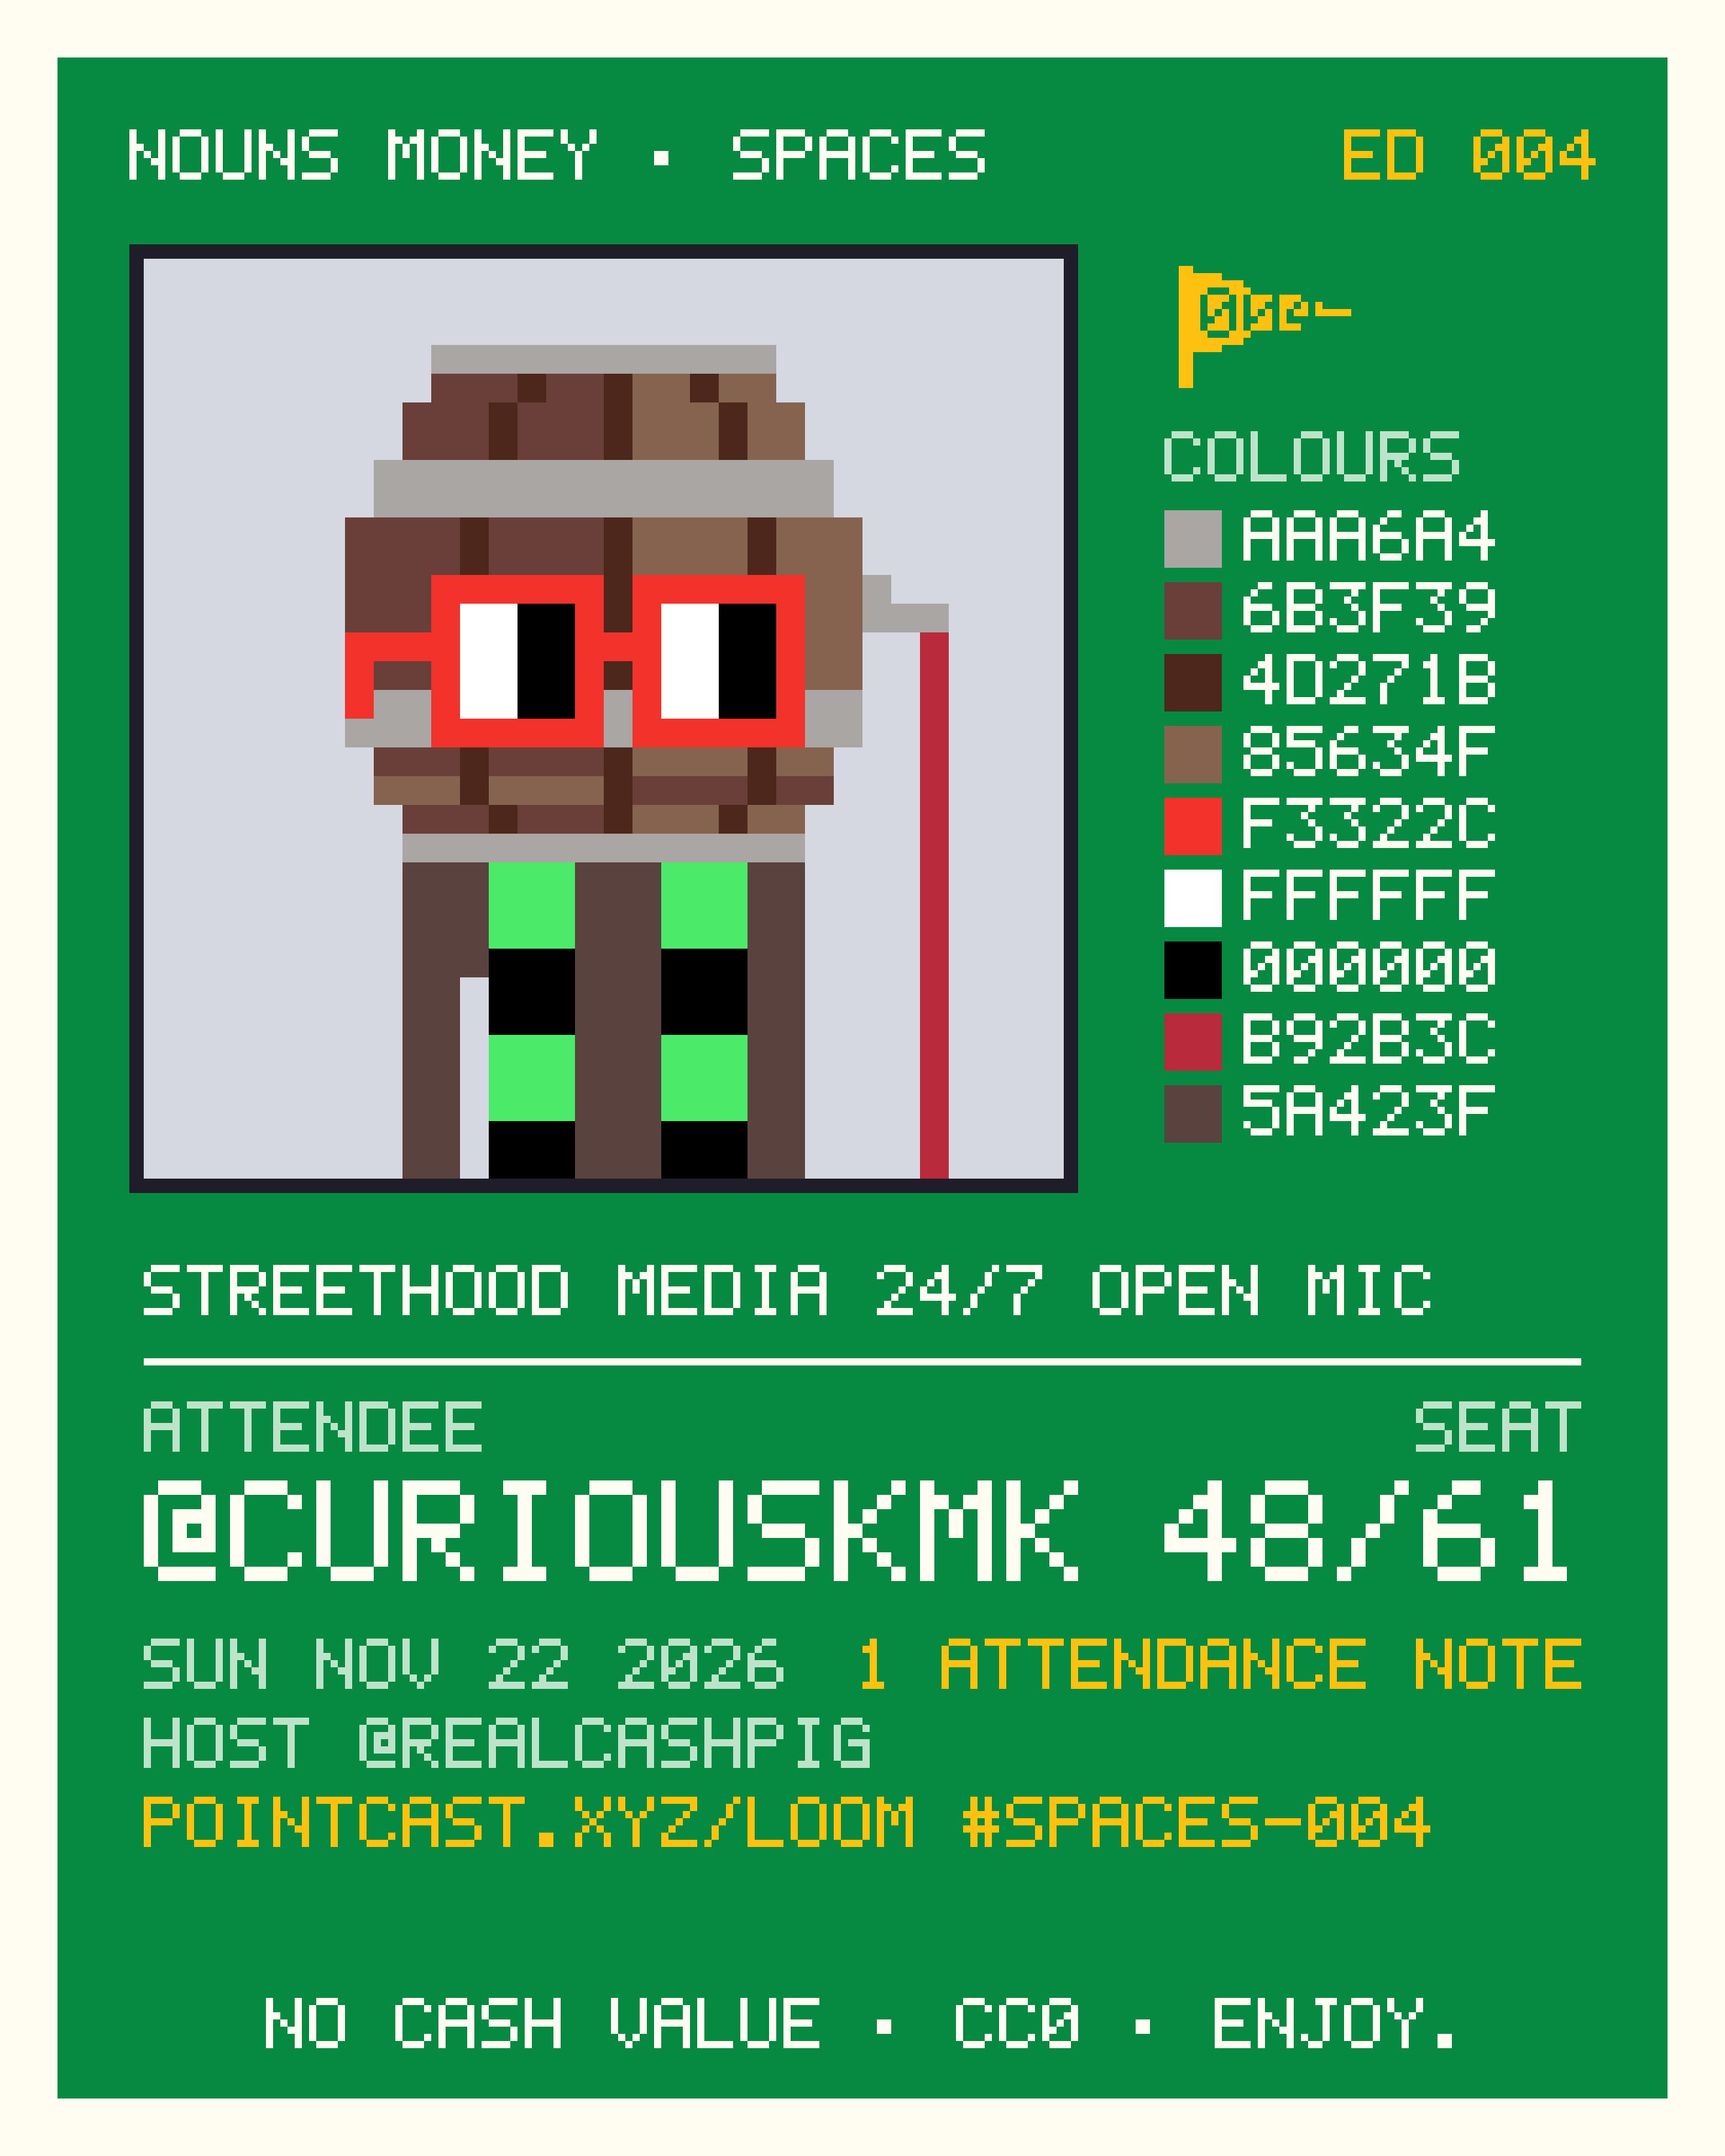 NOUNS MONEY · SPACES
ED 004
COLOURS
AAA6A4
6B3F39
4D271B
85634F
F3322C
FFFFFF
000000
B92B3C
5A423F
STREETHOOD MEDIA 24/7 OPEN MIC
ATTENDEE SEAT
@CURIOUSKMK 48/61
SUN NOV 22 2026 1 ATTENDANCE NOTE
HOST @REALCASHPIG
POINTCAST.XYZ/LOOM #SPACES-004
NO CASH VALUE · CC0 · ENJOY.